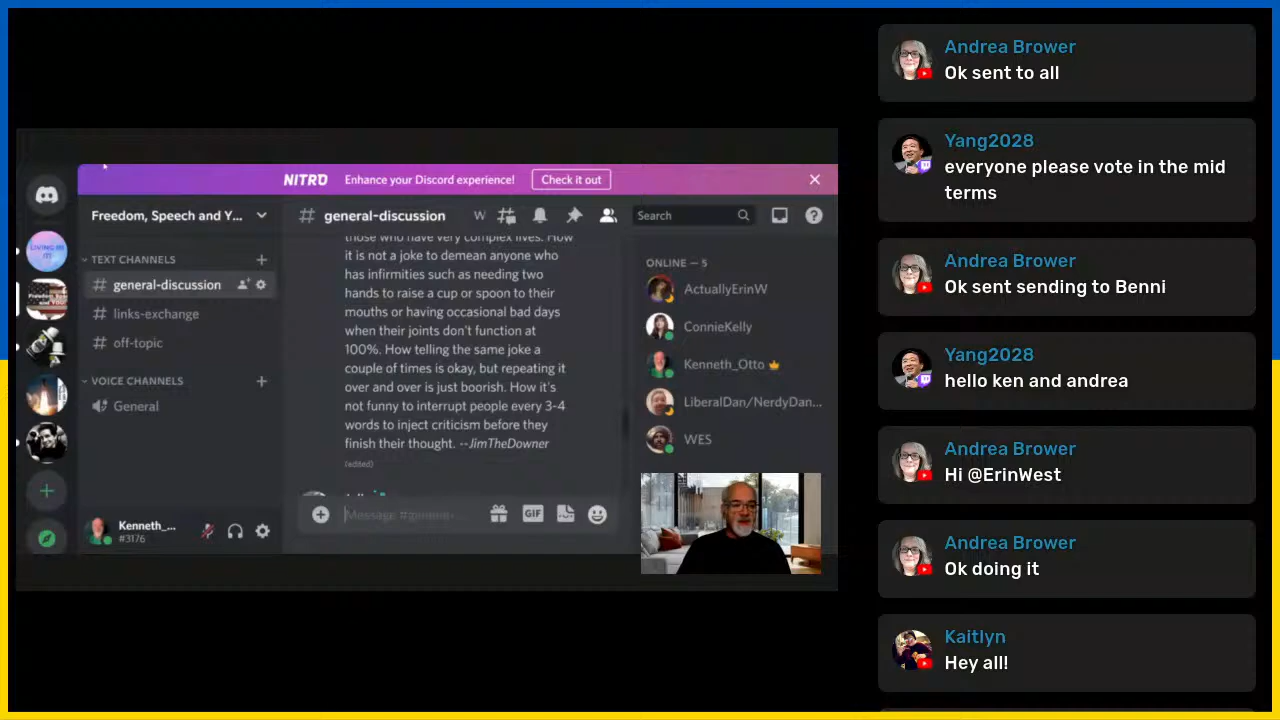 NITRO Enhance your Discord experience! Check it out
LIVING IN
Freedom, Speech and Y...
TEXT CHANNELS
general-discussion
links-exchange
off-topic
VOICE CHANNELS
General
Kenneth_...
#3176
# general-discussion
W
Search
those who have very complex lives. How
it is not a joke to demean anyone who
has infirmities such as needing two
hands to raise a cup or spoon to their
mouths or having occasional bad days
when their joints don't function at
100%. How telling the same joke a
couple of times is okay, but repeating it
over and over is just boorish. How it's
not funny to interrupt people every 3-4
words to inject criticism before they
finish their thought. --JimTheDowner
(edited)
GIF
ONLINE — 5
ActuallyErinW
ConnieKelly
Kenneth_Otto
LiberalDan/NerdyDan...
WES
Andrea Brower
Ok sent to all
Yang2028
everyone please vote in the mid
terms
Andrea Brower
Ok sent sending to Benni
Yang2028
hello ken and andrea
Andrea Brower
Hi @ErinWest
Andrea Brower
Ok doing it
Kaitlyn
Hey all!